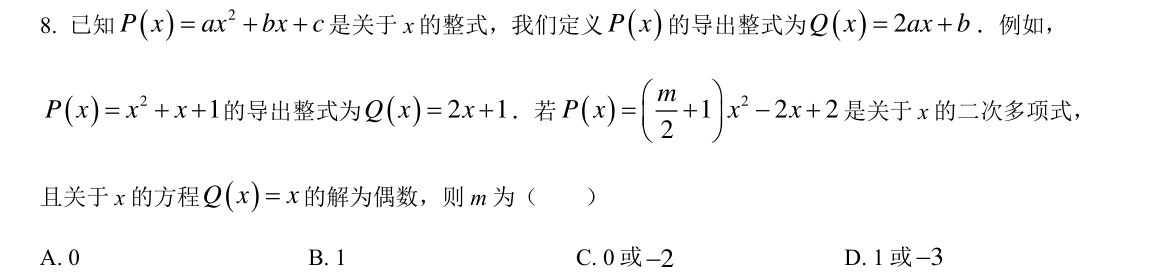 8. 已知 P(x) = ax² + bx + c 是关于 x 的整式，我们定义 P(x) 的导出整式为 Q(x) = 2ax + b．例如，
P(x) = x² + x + 1 的导出整式为 Q(x) = 2x + 1．若 P(x) = (m/2 + 1)x² − 2x + 2 是关于 x 的二次多项式，
且关于 x 的方程 Q(x) = x 的解为偶数，则 m 为（　　）
A. 0 B. 1 C. 0 或 −2 D. 1 或 −3